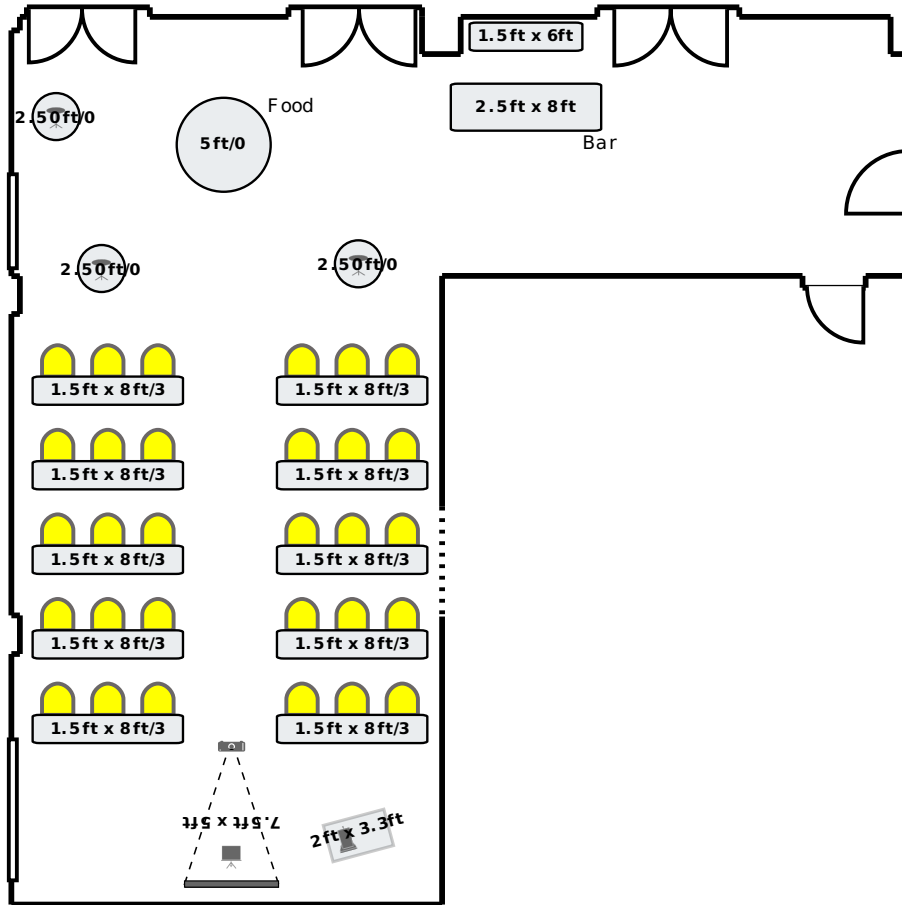 1.5ft x 6ft
2.5ft x 8ft
Food
2.50ft/0
5ft/0
Bar
2.50ft/0
2.50ft/0
1.5ft x 8ft/3
1.5ft x 8ft/3
1.5ft x 8ft/3
1.5ft x 8ft/3
1.5ft x 8ft/3
1.5ft x 8ft/3
1.5ft x 8ft/3
1.5ft x 8ft/3
1.5ft x 8ft/3
1.5ft x 8ft/3
7.5ft x 5ft
2ft x 3.3ft